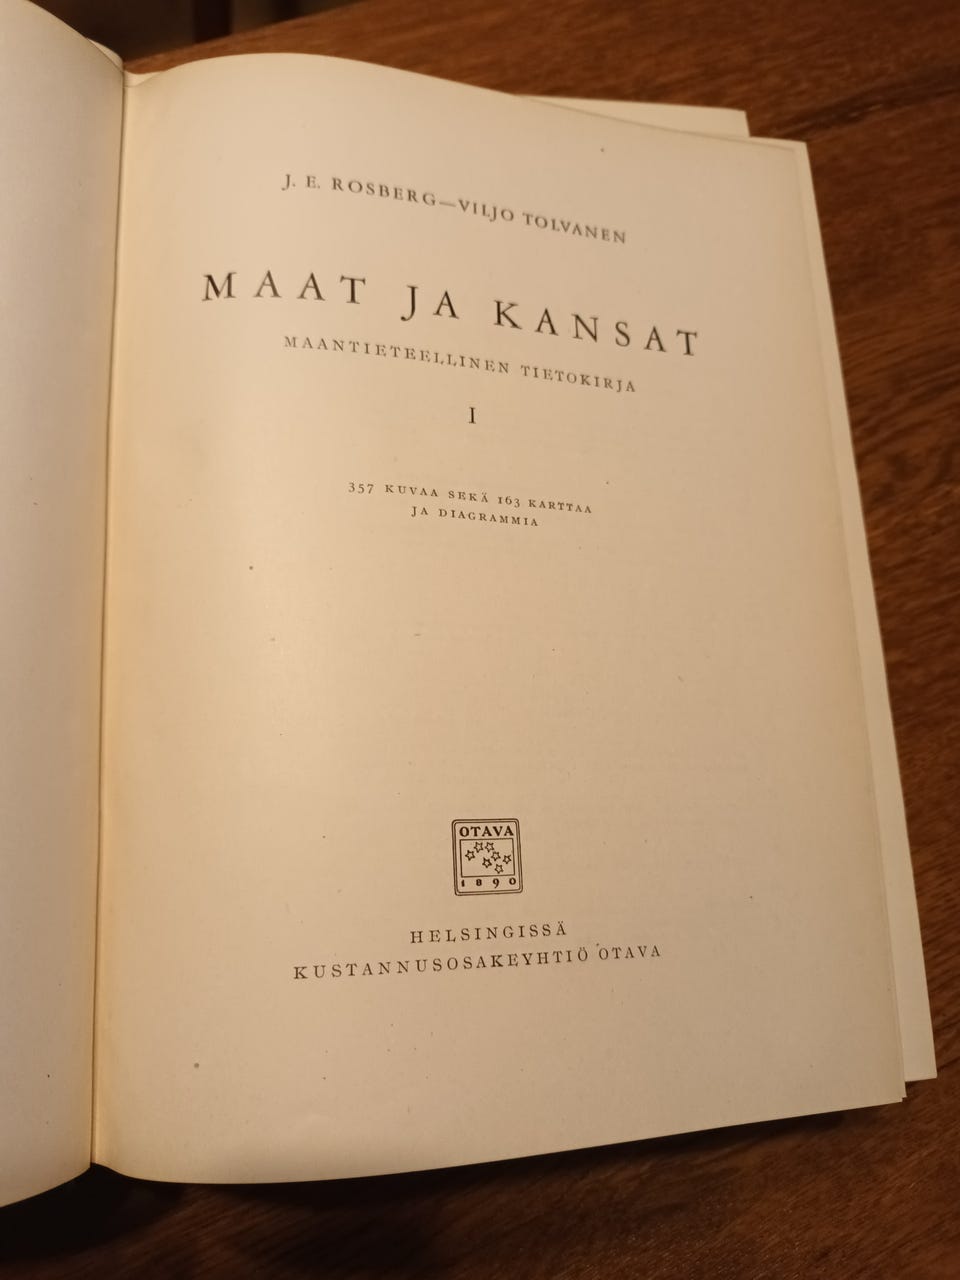 J. E. ROSBERG—VILJO TOLVANEN
MAAT JA KANSAT
MAANTIETEELLINEN TIETOKIRJA
I
357 KUVAA SEKÄ 163 KARTTAA
JA DIAGRAMMIA
OTAVA
1890
HELSINGISSÄ
KUSTANNUSOSAKEYHTIÖ OTAVA